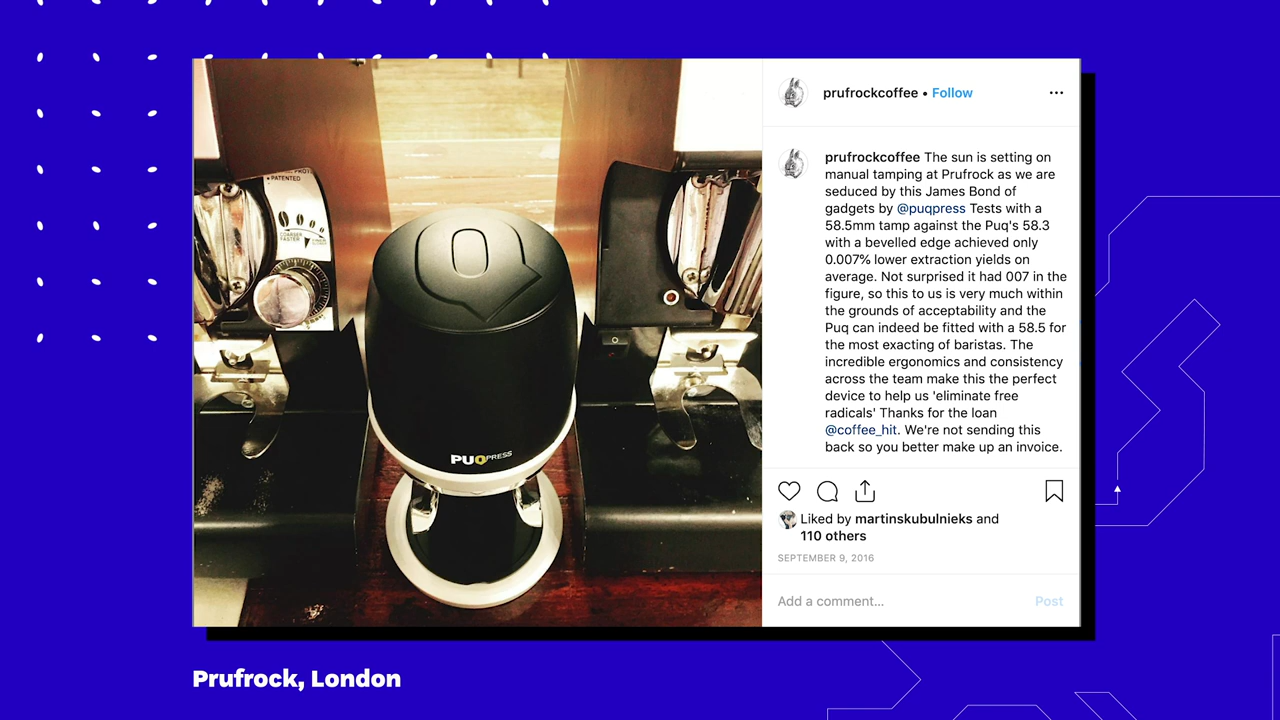 PROT
• PATENTED
COARSER
FASTER
PUQPRESS
prufrockcoffee • Follow
prufrockcoffee The sun is setting on
manual tamping at Prufrock as we are
seduced by this James Bond of
gadgets by @puqpress Tests with a
58.5mm tamp against the Puq's 58.3
with a bevelled edge achieved only
0.007% lower extraction yields on
average. Not surprised it had 007 in the
figure, so this to us is very much within
the grounds of acceptability and the
Puq can indeed be fitted with a 58.5 for
the most exacting of baristas. The
incredible ergonomics and consistency
across the team make this the perfect
device to help us 'eliminate free
radicals' Thanks for the loan
@coffee_hit. We're not sending this
back so you better make up an invoice.
Liked by martinskubulnieks and
110 others
SEPTEMBER 9, 2016
Add a comment... Post
Prufrock, London